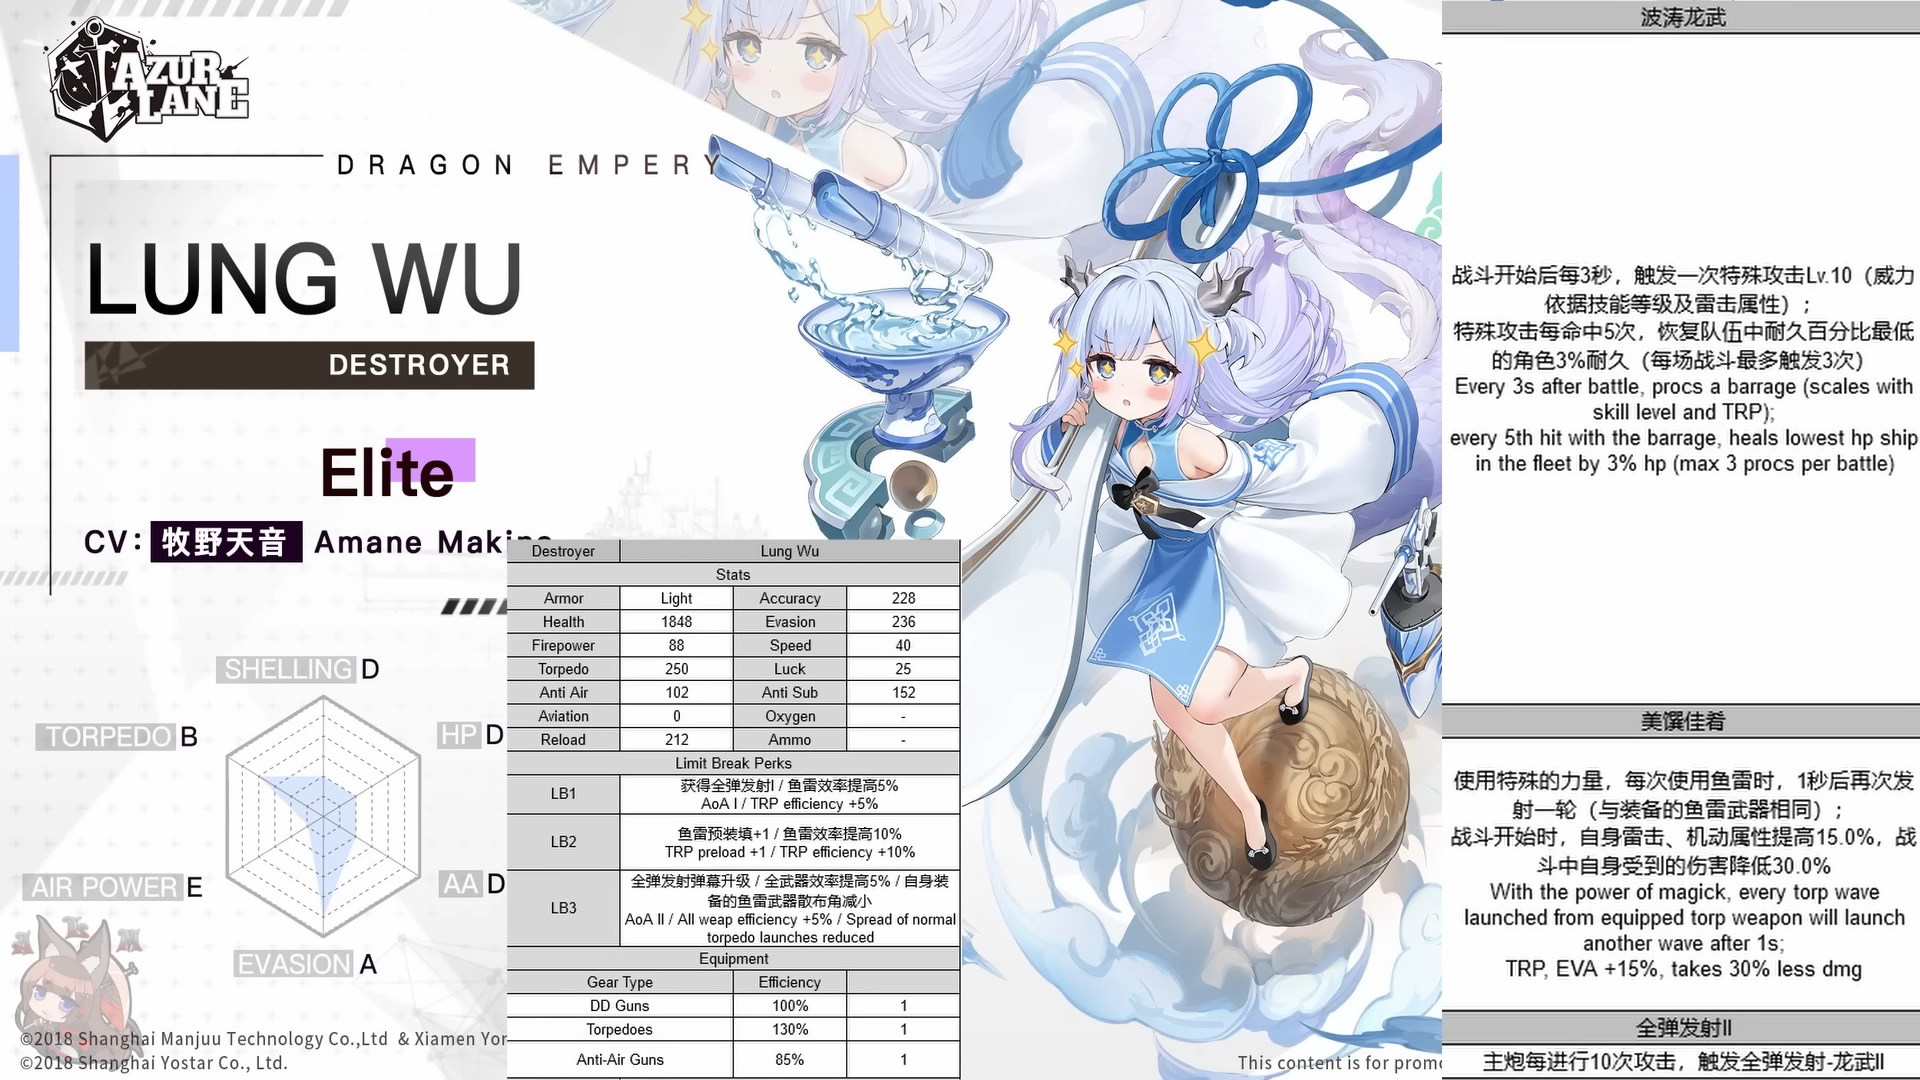 AZUR LANE
DRAGON EMPERY
LUNG WU
DESTROYER
Elite
CV: 牧野天音 Amane Makino
SHELLING D
TORPEDO B
HP D
AIR POWER E
AA D
EVASION A
©2018 Shanghai Manjuu Technology Co.,Ltd & Xiamen Yon
©2018 Shanghai Yostar Co., Ltd.
Destroyer Lung Wu
Stats
Armor Light Accuracy 228
Health 1848 Evasion 236
Firepower 88 Speed 40
Torpedo 250 Luck 25
Anti Air 102 Anti Sub 152
Aviation 0 Oxygen -
Reload 212 Ammo -
Limit Break Perks
LB1
获得全弹发射I / 鱼雷效率提高5%
AoA I / TRP efficiency +5%
LB2
鱼雷预装填+1 / 鱼雷效率提高10%
TRP preload +1 / TRP efficiency +10%
LB3
全弹发射弹幕升级 / 全武器效率提高5% / 自身装
备的鱼雷武器散布角减小
AoA II / All weap efficiency +5% / Spread of normal
torpedo launches reduced
Equipment
Gear Type Efficiency
DD Guns 100% 1
Torpedoes 130% 1
Anti-Air Guns 85% 1
This content is for promo
波涛龙武
战斗开始后每3秒，触发一次特殊攻击Lv.10（威力
依据技能等级及雷击属性）；
特殊攻击每命中5次，恢复队伍中耐久百分比最低
的角色3%耐久（每场战斗最多触发3次）
Every 3s after battle, procs a barrage (scales with
skill level and TRP);
every 5th hit with the barrage, heals lowest hp ship
in the fleet by 3% hp (max 3 procs per battle)
美馔佳肴
使用特殊的力量，每次使用鱼雷时，1秒后再次发
射一轮（与装备的鱼雷武器相同）；
战斗开始时，自身雷击、机动属性提高15.0%，战
斗中自身受到的伤害降低30.0%
With the power of magick, every torp wave
launched from equipped torp weapon will launch
another wave after 1s;
TRP, EVA +15%, takes 30% less dmg
全弹发射II
主炮每进行10次攻击，触发全弹发射-龙武II